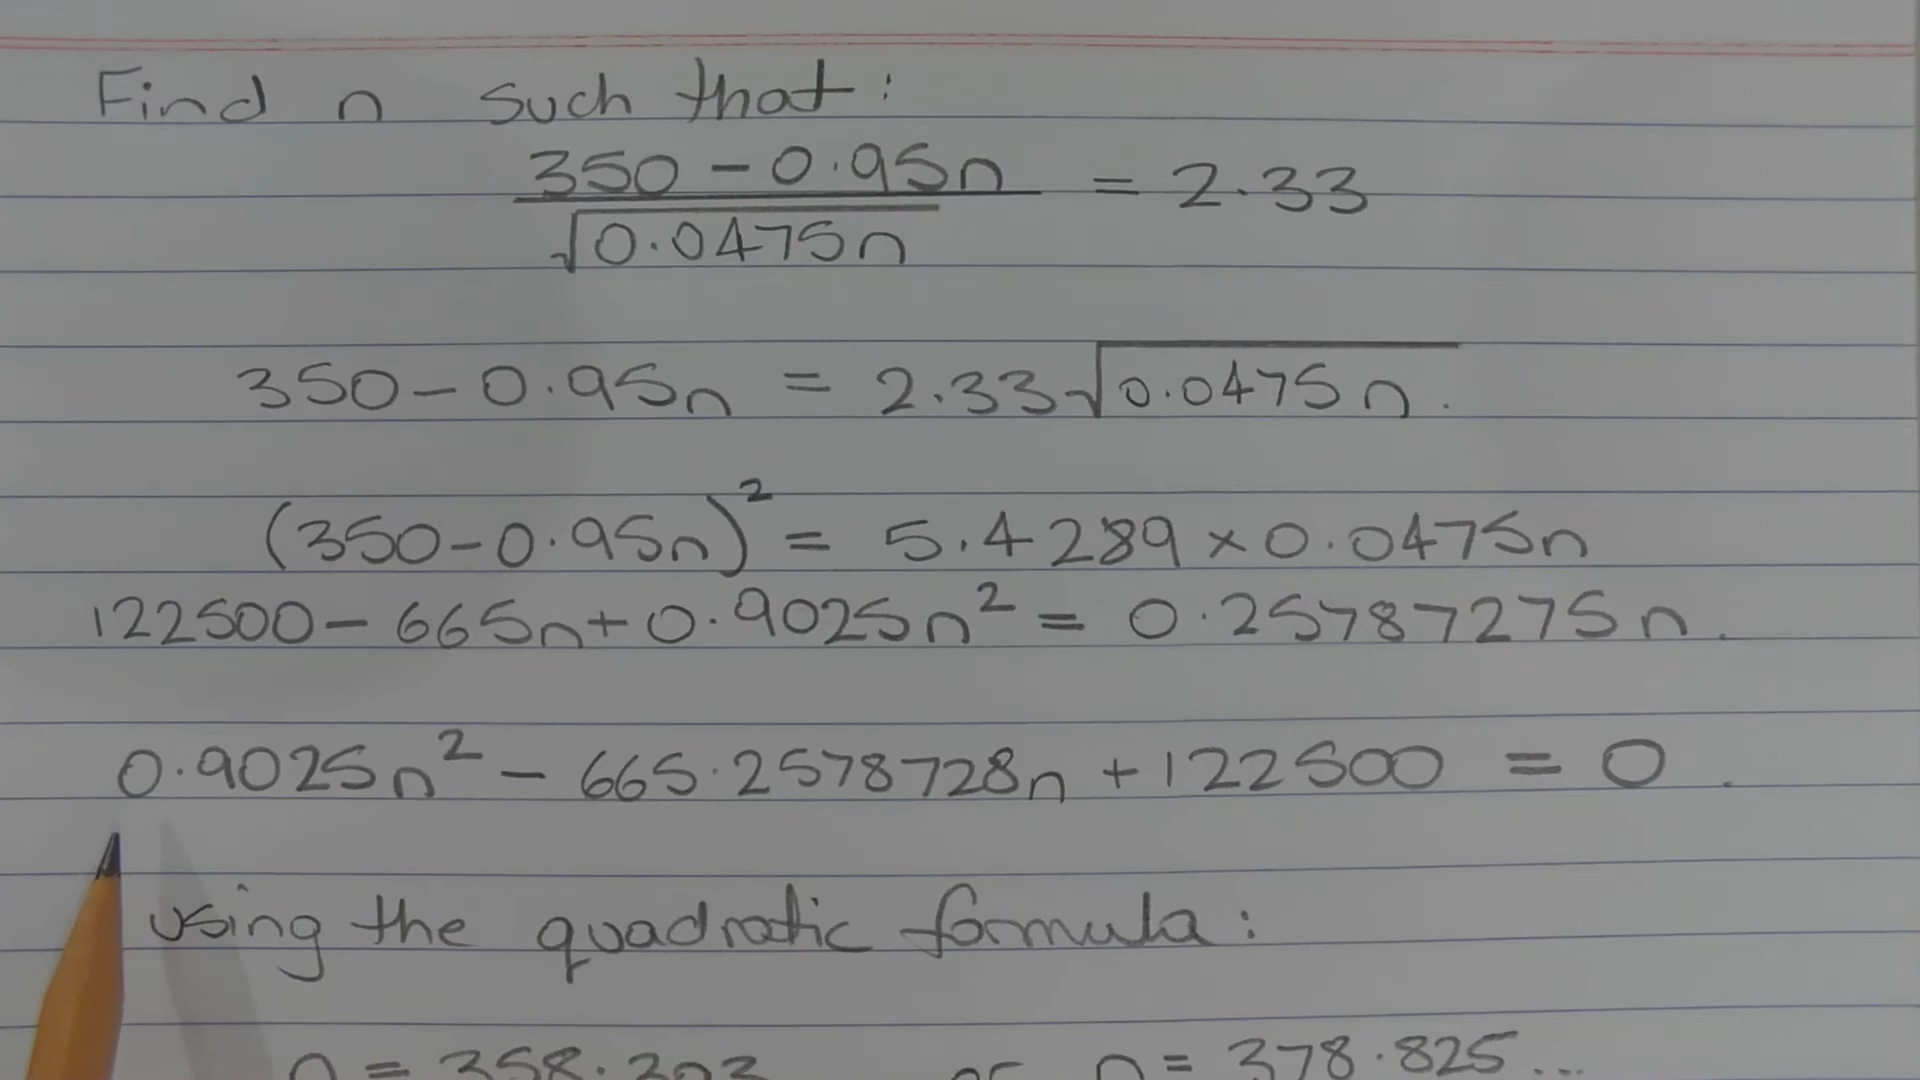 Find n such that:
350 - 0.95n
———————— = 2.33
√0.0475n
350 - 0.95n = 2.33√0.0475n.
(350 - 0.95n)² = 5.4289 × 0.0475n
122500 - 665n + 0.9025n² = 0.25787275n.
0.9025n² - 665.2578728n + 122500 = 0.
Using the quadratic formula:
n = 358. or n = 378.825...